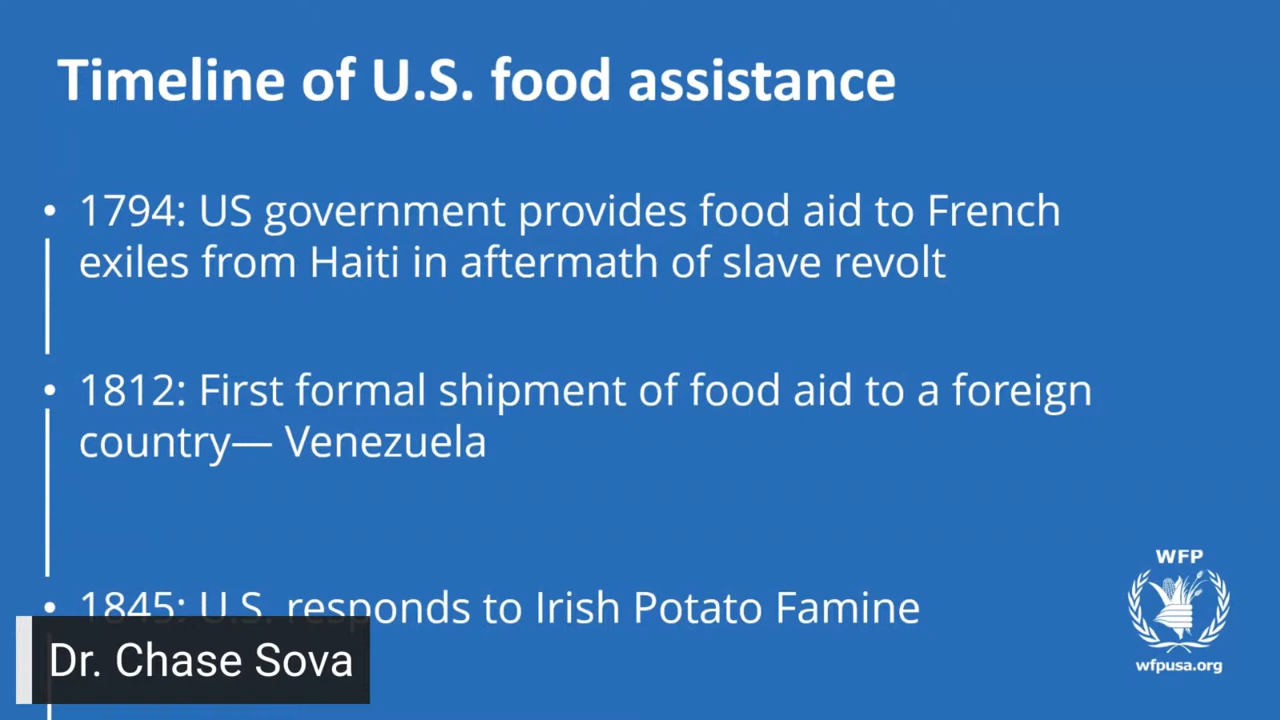 Timeline of U.S. food assistance
• 1794: US government provides food aid to French
exiles from Haiti in aftermath of slave revolt
• 1812: First formal shipment of food aid to a foreign
country— Venezuela
• 1845: U.S. responds to Irish Potato Famine
WFP
wfpusa.org
Dr. Chase Sova